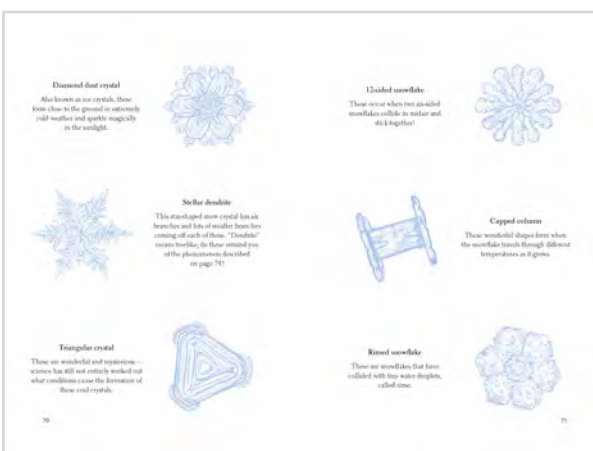 Diamond dust crystal
Also known as ice crystals, these
form close to the ground in extremely
cold weather and sparkle magically
in the sunlight.
Stellar dendrite
This star-shaped snow crystal has six
branches and lots of smaller branches
coming off each of those. "Dendrite"
means treelike; do these remind you
of the phenomenon described
on page 74?
Triangular crystal
These are wonderful and mysterious—
science has still not entirely worked out
what conditions cause the formation of
these cool crystals.
70
12-sided snowflake
These occur when two six-sided
snowflakes collide in midair and
stick together!
Capped column
These wonderful shapes form when
the snowflake travels through different
temperatures as it grows.
Rimed snowflake
These are snowflakes that have
collided with tiny water droplets,
called rime.
71